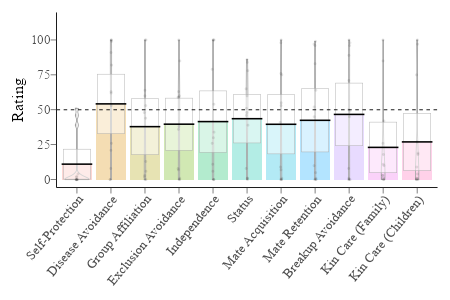 100
75
50
25
0
Rating
Self-Protection
Disease Avoidance
Group Affiliation
Exclusion Avoidance
Independence
Status
Mate Acquisition
Mate Retention
Breakup Avoidance
Kin Care (Family)
Kin Care (Children)